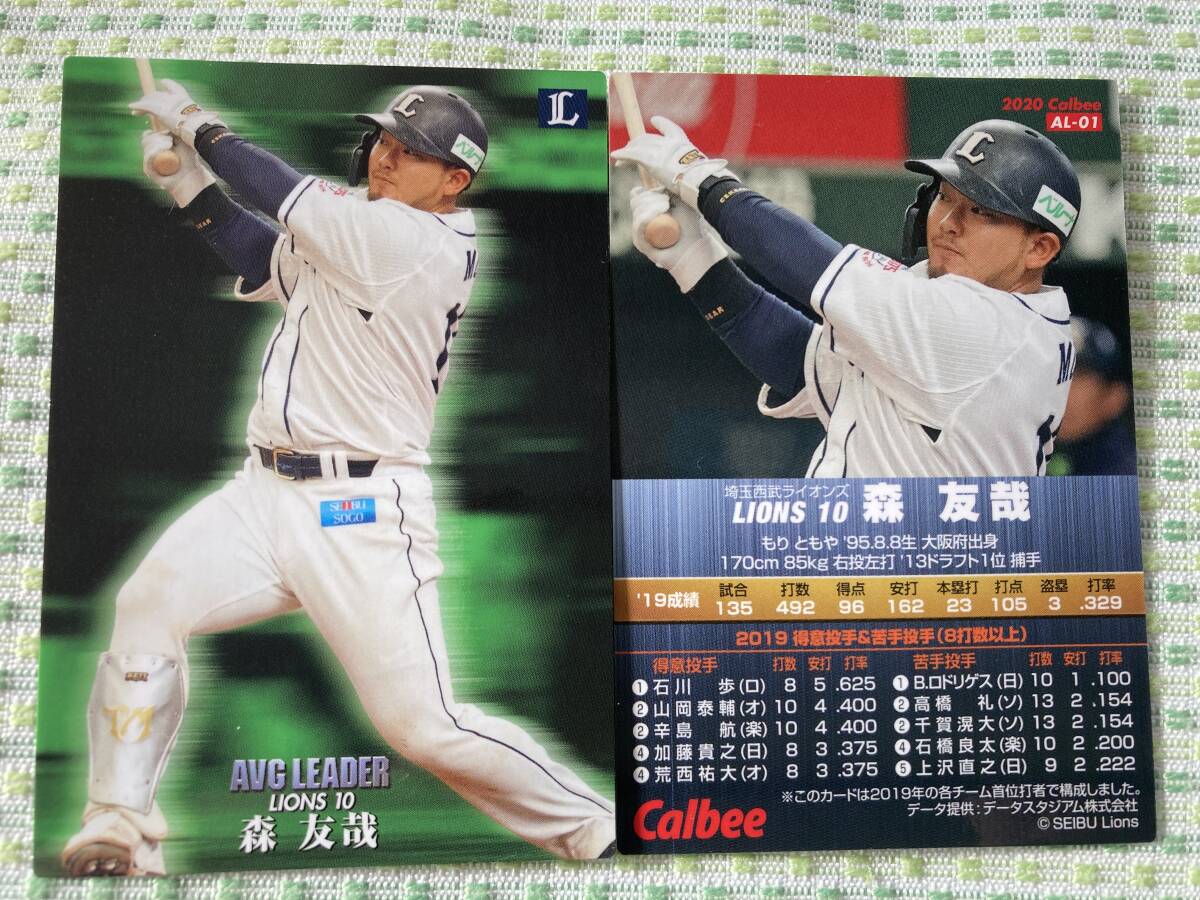 L
L
ベルーナ
SEIBU
SOGO
AVG LEADER
LIONS 10
森 友哉
2020 Calbee
AL-01
L
ベルーナ
埼玉西武ライオンズ
LIONS 10 森 友哉
もり ともや '95.8.8生 大阪府出身
170cm 85kg 右投左打 '13ドラフト1位 捕手
'19成績 試合 打数 得点 安打 本塁打 打点 盗塁 打率
135 492 96 162 23 105 3 .329
2019 得意投手&苦手投手(8打数以上)
得意投手 打数 安打 打率 苦手投手 打数 安打 打率
1 石川 歩(ロ) 8 5 .625 1 B.ロドリゲス(日) 10 1 .100
2 山岡泰輔(オ) 10 4 .400 2 高橋 礼(ソ) 13 2 .154
2 辛島 航(楽) 10 4 .400 2 千賀滉大(ソ) 13 2 .154
4 加藤貴之(日) 8 3 .375 4 石橋良太(楽) 10 2 .200
4 荒西祐大(オ) 8 3 .375 5 上沢直之(日) 9 2 .222
※このカードは2019年の各チーム首位打者で構成しました。
データ提供:データスタジアム株式会社
Calbee
© SEIBU Lions